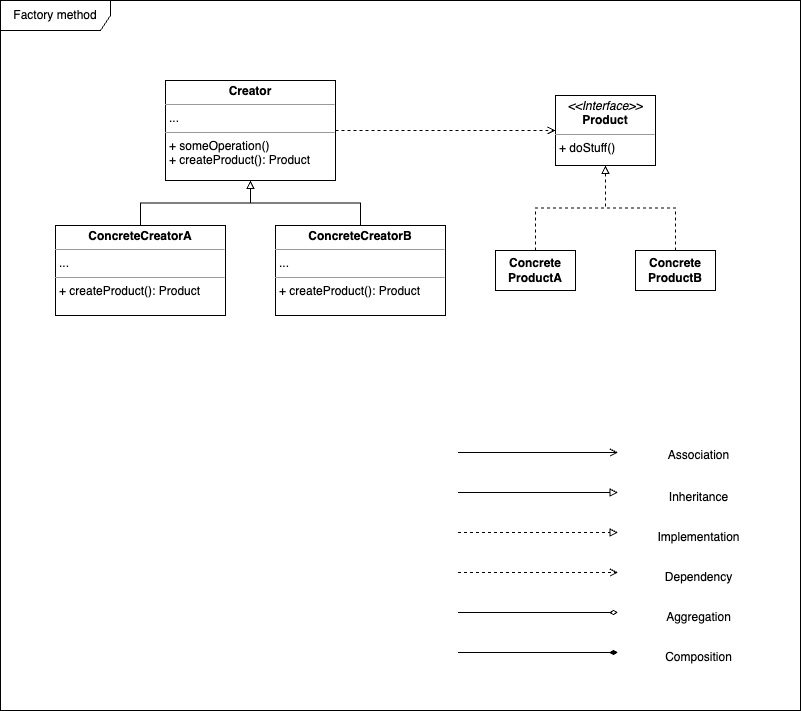 Factory method
Creator
...
+ someOperation()
+ createProduct(): Product
<<Interface>>
Product
+ doStuff()
ConcreteCreatorA
...
+ createProduct(): Product
ConcreteCreatorB
...
+ createProduct(): Product
Concrete
ProductA
Concrete
ProductB
Association
Inheritance
Implementation
Dependency
Aggregation
Composition